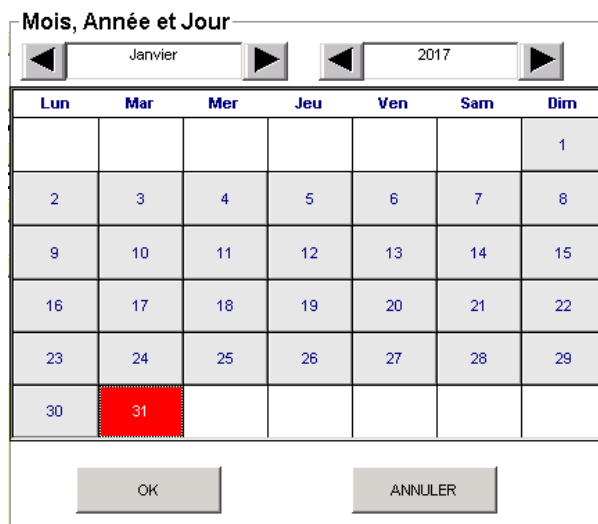 Mois, Année et Jour
Janvier 2017
Lun Mar Mer Jeu Ven Sam Dim
1
2 3 4 5 6 7 8
9 10 11 12 13 14 15
16 17 18 19 20 21 22
23 24 25 26 27 28 29
30 31
OK ANNULER